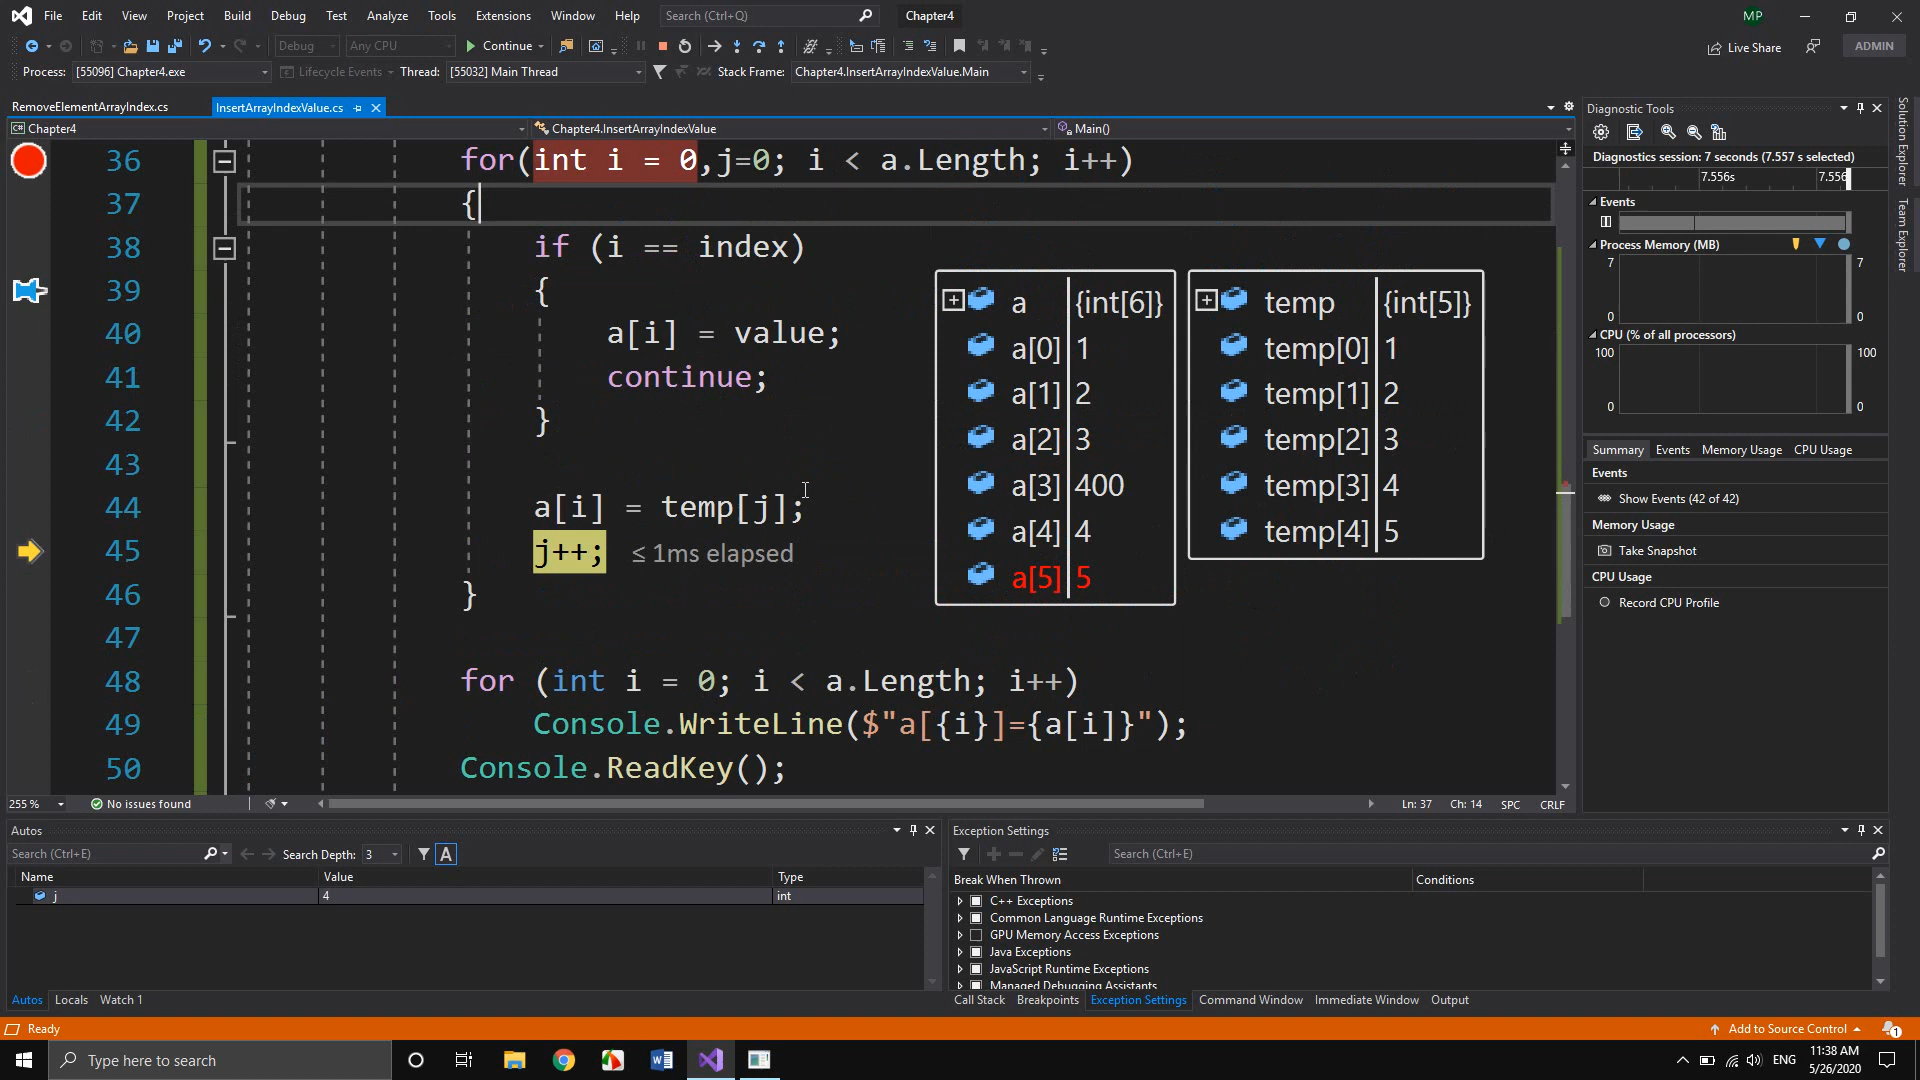 File Edit View Project Build Debug Test Analyze Tools Extensions Window Help Search (Ctrl+Q) Chapter4 MP
Debug Any CPU Continue Live Share ADMIN
Process: [55096] Chapter4.exe Lifecycle Events Thread: [55032] Main Thread Stack Frame: Chapter4.InsertArrayIndexValue.Main
RemoveElementArrayIndex.cs InsertArrayIndexValue.cs
Chapter4 Chapter4.InsertArrayIndexValue Main()
36 for(int i = 0,j=0; i < a.Length; i++)
37 {
38 if (i == index)
39 {
40 a[i] = value;
41 continue;
42 }
43
44 a[i] = temp[j];
45 j++; ≤ 1ms elapsed
46 }
47
48 for (int i = 0; i < a.Length; i++)
49 Console.WriteLine($"a[{i}]={a[i]}");
50 Console.ReadKey();
a {int[6]}
a[0] 1
a[1] 2
a[2] 3
a[3] 400
a[4] 4
a[5] 5
temp {int[5]}
temp[0] 1
temp[1] 2
temp[2] 3
temp[3] 4
temp[4] 5
255 % No issues found Ln: 37 Ch: 14 SPC CRLF
Diagnostic Tools
Diagnostics session: 7 seconds (7.557 s selected)
7.556s 7.556
Events
Process Memory (MB)
7 7
0 0
CPU (% of all processors)
100 100
0 0
Summary Events Memory Usage CPU Usage
Events
Show Events (42 of 42)
Memory Usage
Take Snapshot
CPU Usage
Record CPU Profile
Solution Explorer
Team Explorer
Autos
Search (Ctrl+E) Search Depth: 3 A
Name Value Type
j 4 int
Autos Locals Watch 1
Exception Settings
Search (Ctrl+E)
Break When Thrown Conditions
C++ Exceptions
Common Language Runtime Exceptions
GPU Memory Access Exceptions
Java Exceptions
JavaScript Runtime Exceptions
Managed Debugging Assistants
Call Stack Breakpoints Exception Settings Command Window Immediate Window Output
Ready Add to Source Control 1
Type here to search ENG 11:38 AM
5/26/2020